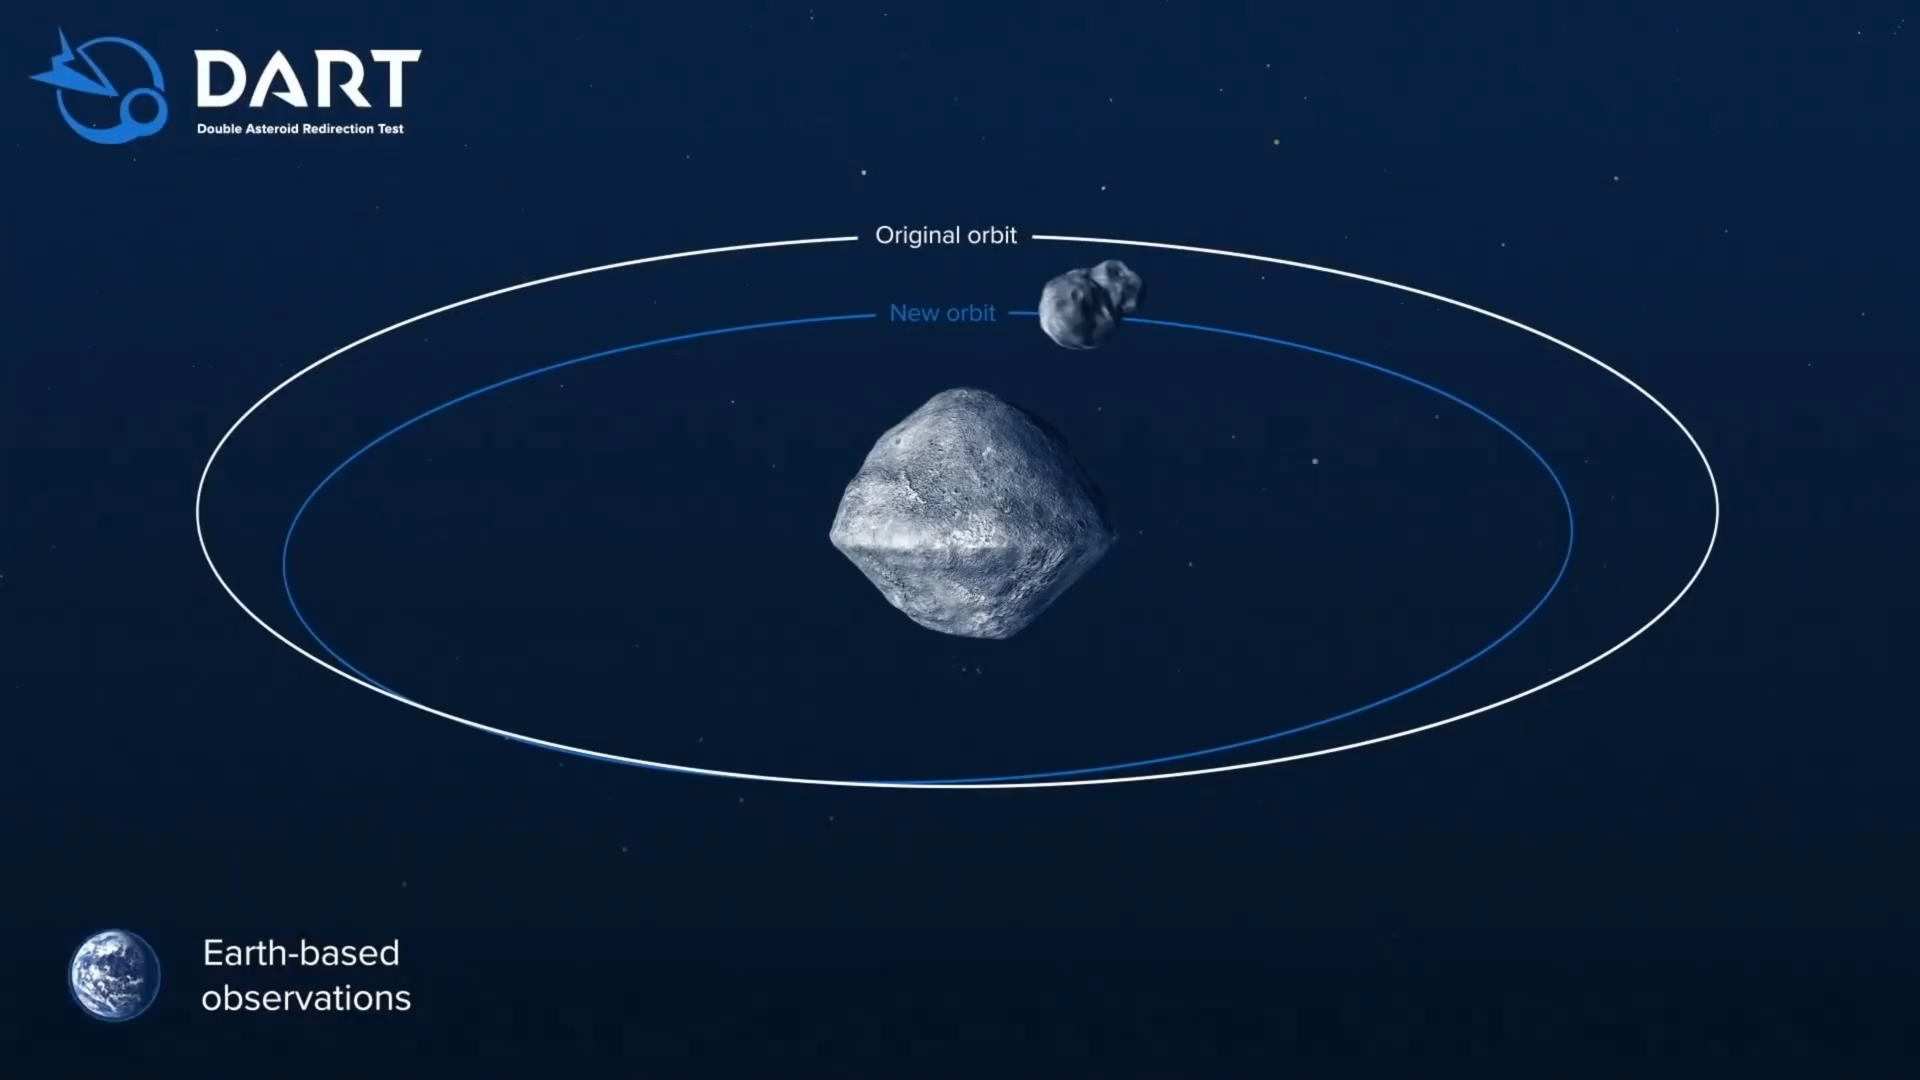 DART
Double Asteroid Redirection Test
Original orbit
New orbit
Earth-based
observations